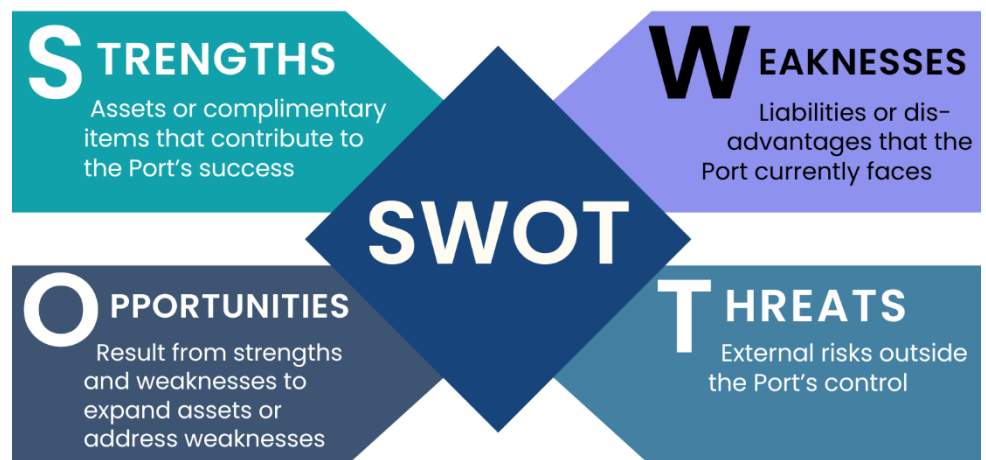 STRENGTHS
Assets or complimentary
items that contribute to
the Port's success
WEAKNESSES
Liabilities or dis-
advantages that the
Port currently faces
SWOT
OPPORTUNITIES
Result from strengths
and weaknesses to
expand assets or
address weaknesses
THREATS
External risks outside
the Port's control